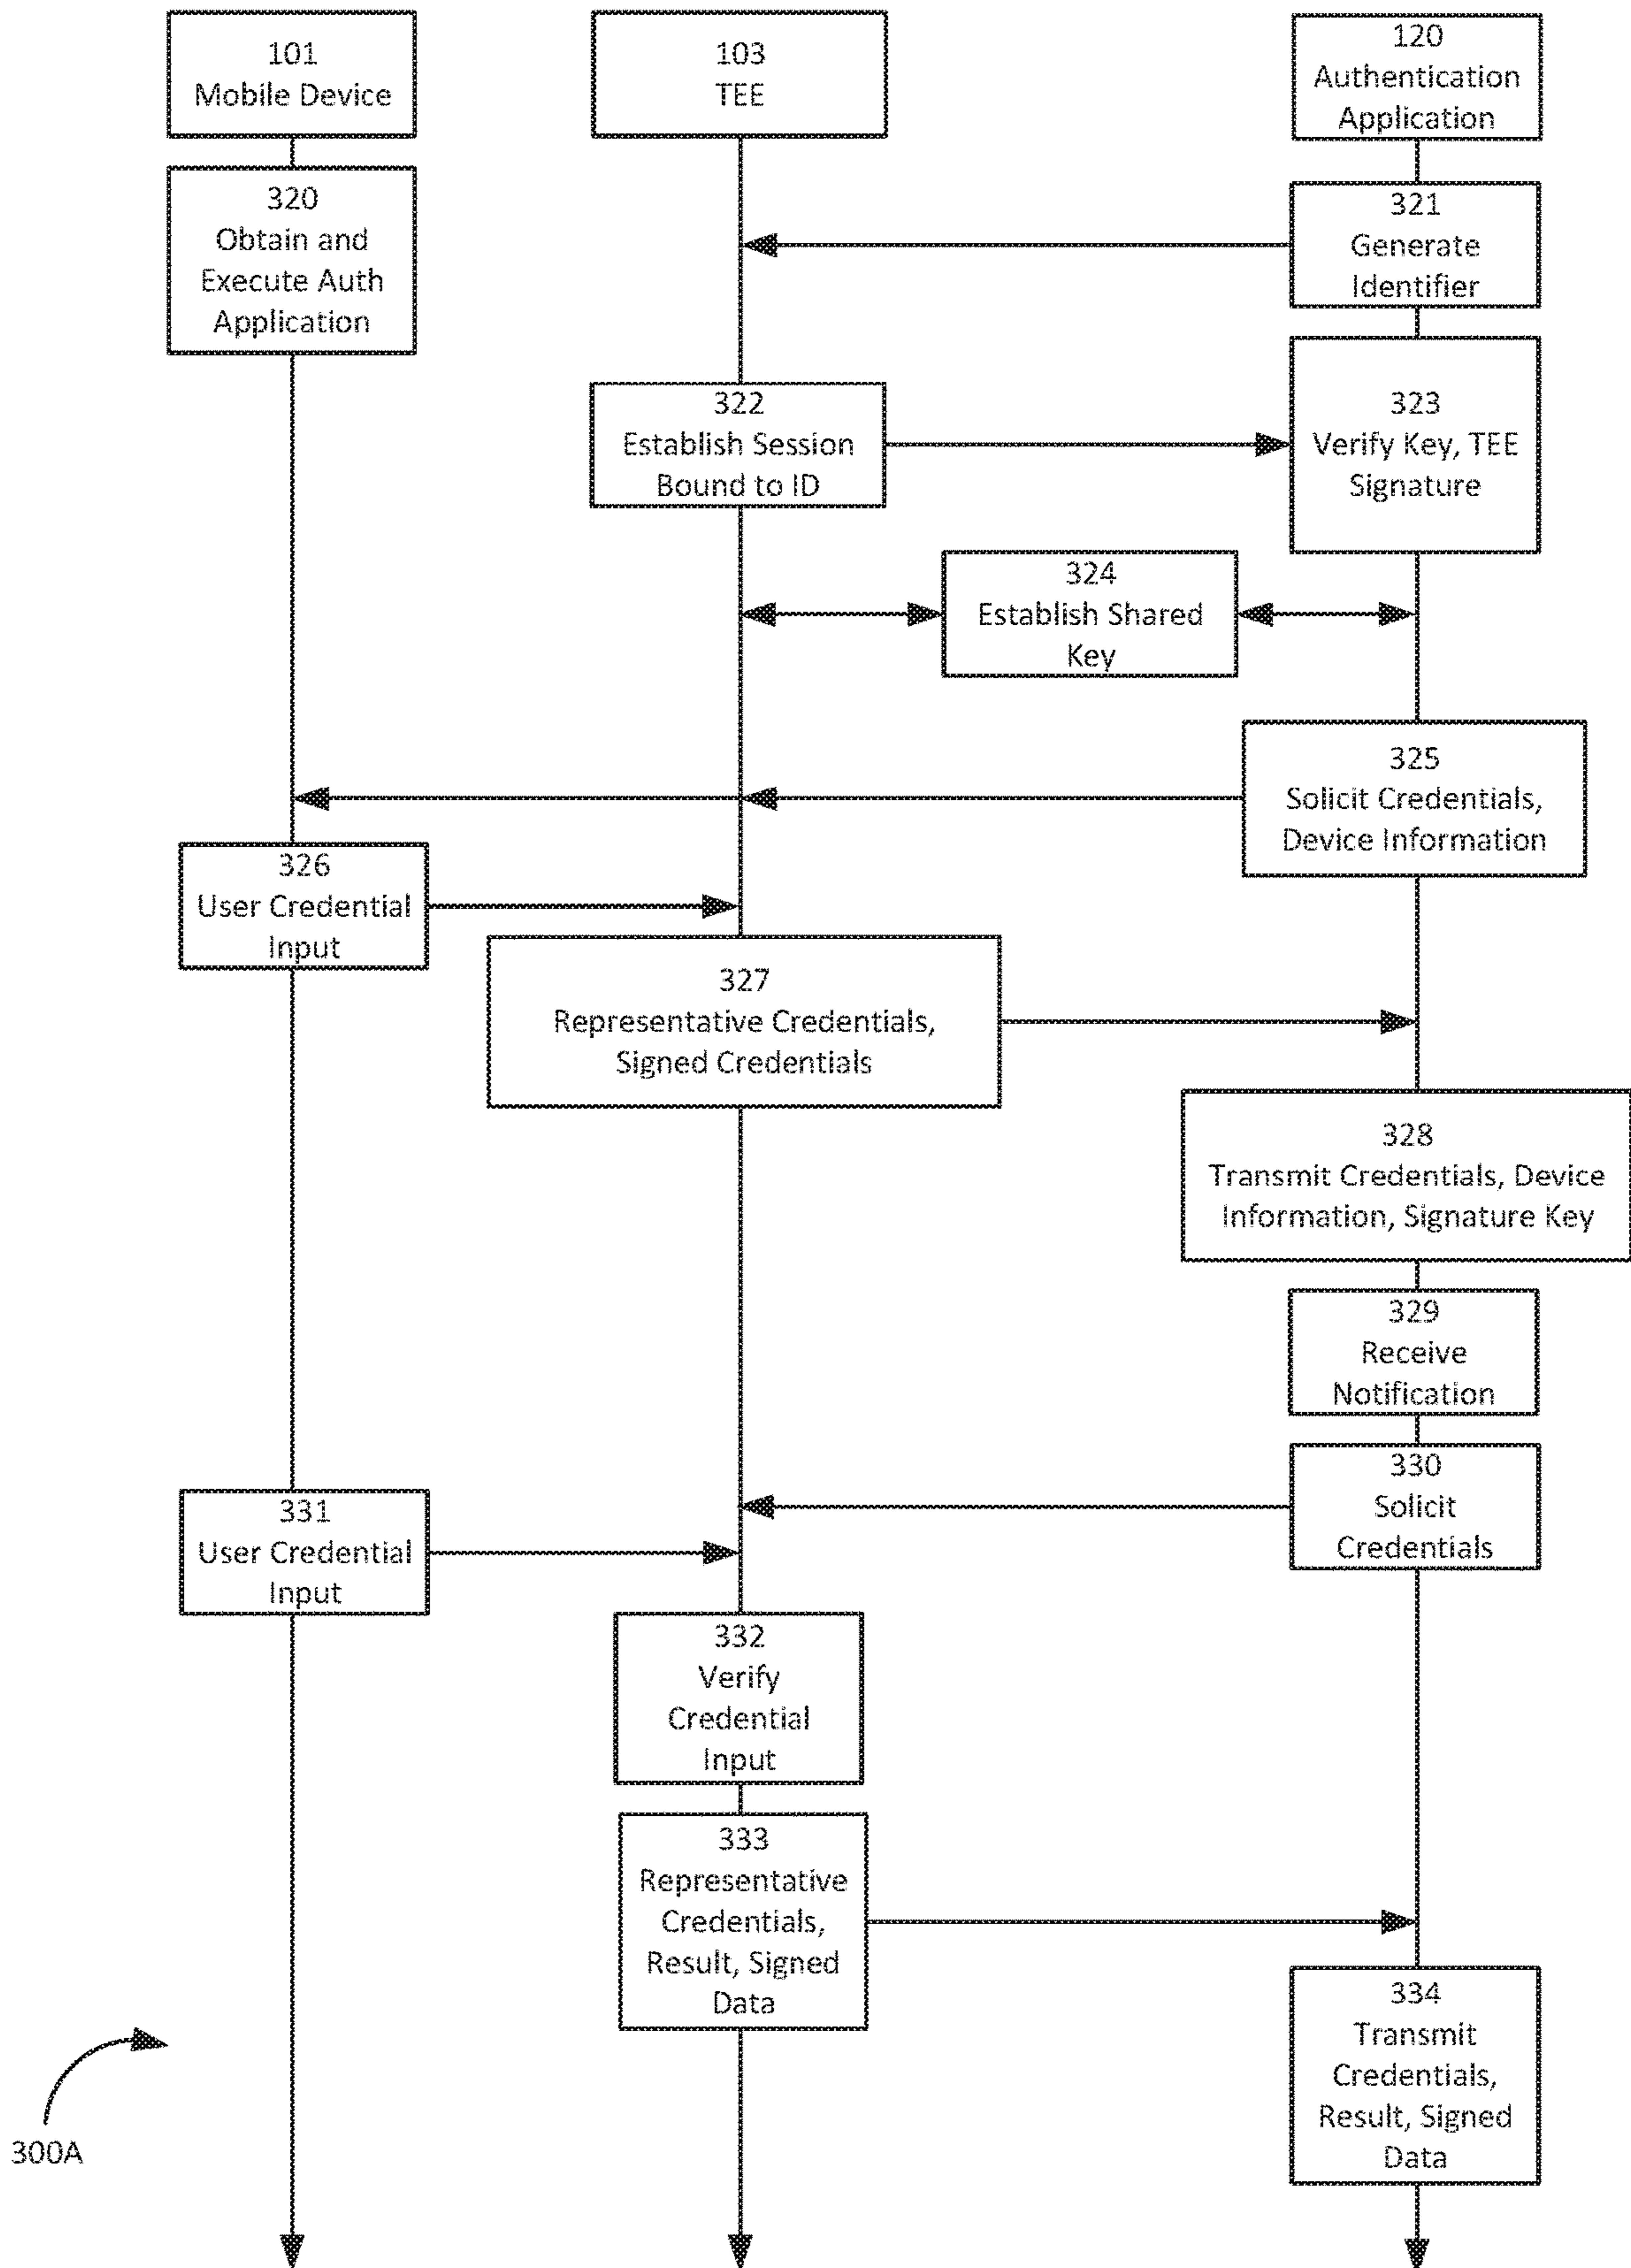 101
Mobile Device
103
TEE
120
Authentication
Application
320
Obtain and
Execute Auth
Application
321
Generate
Identifier
322
Establish Session
Bound to ID
323
Verify Key, TEE
Signature
324
Establish Shared
Key
325
Solicit Credentials,
Device Information
326
User Credential
Input
327
Representative Credentials,
Signed Credentials
328
Transmit Credentials, Device
Information, Signature Key
329
Receive
Notification
330
Solicit
Credentials
331
User Credential
Input
332
Verify
Credential
Input
333
Representative
Credentials,
Result, Signed
Data
334
Transmit
Credentials,
Result, Signed
Data
300A